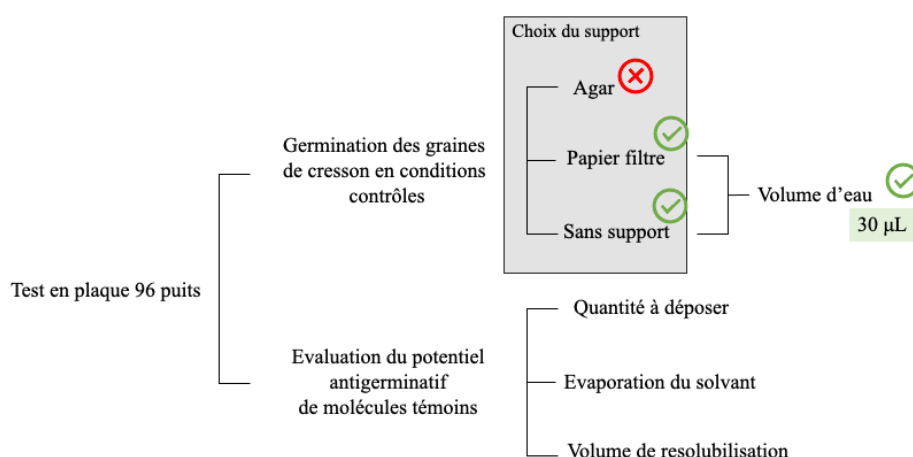 Choix du support
Agar
Germination des graines
de cresson en conditions
contrôles
Papier filtre
Sans support
Volume d'eau
30 µL
Test en plaque 96 puits
Evaluation du potentiel
antigerminatif
de molécules témoins
Quantité à déposer
Evaporation du solvant
Volume de resolubilisation